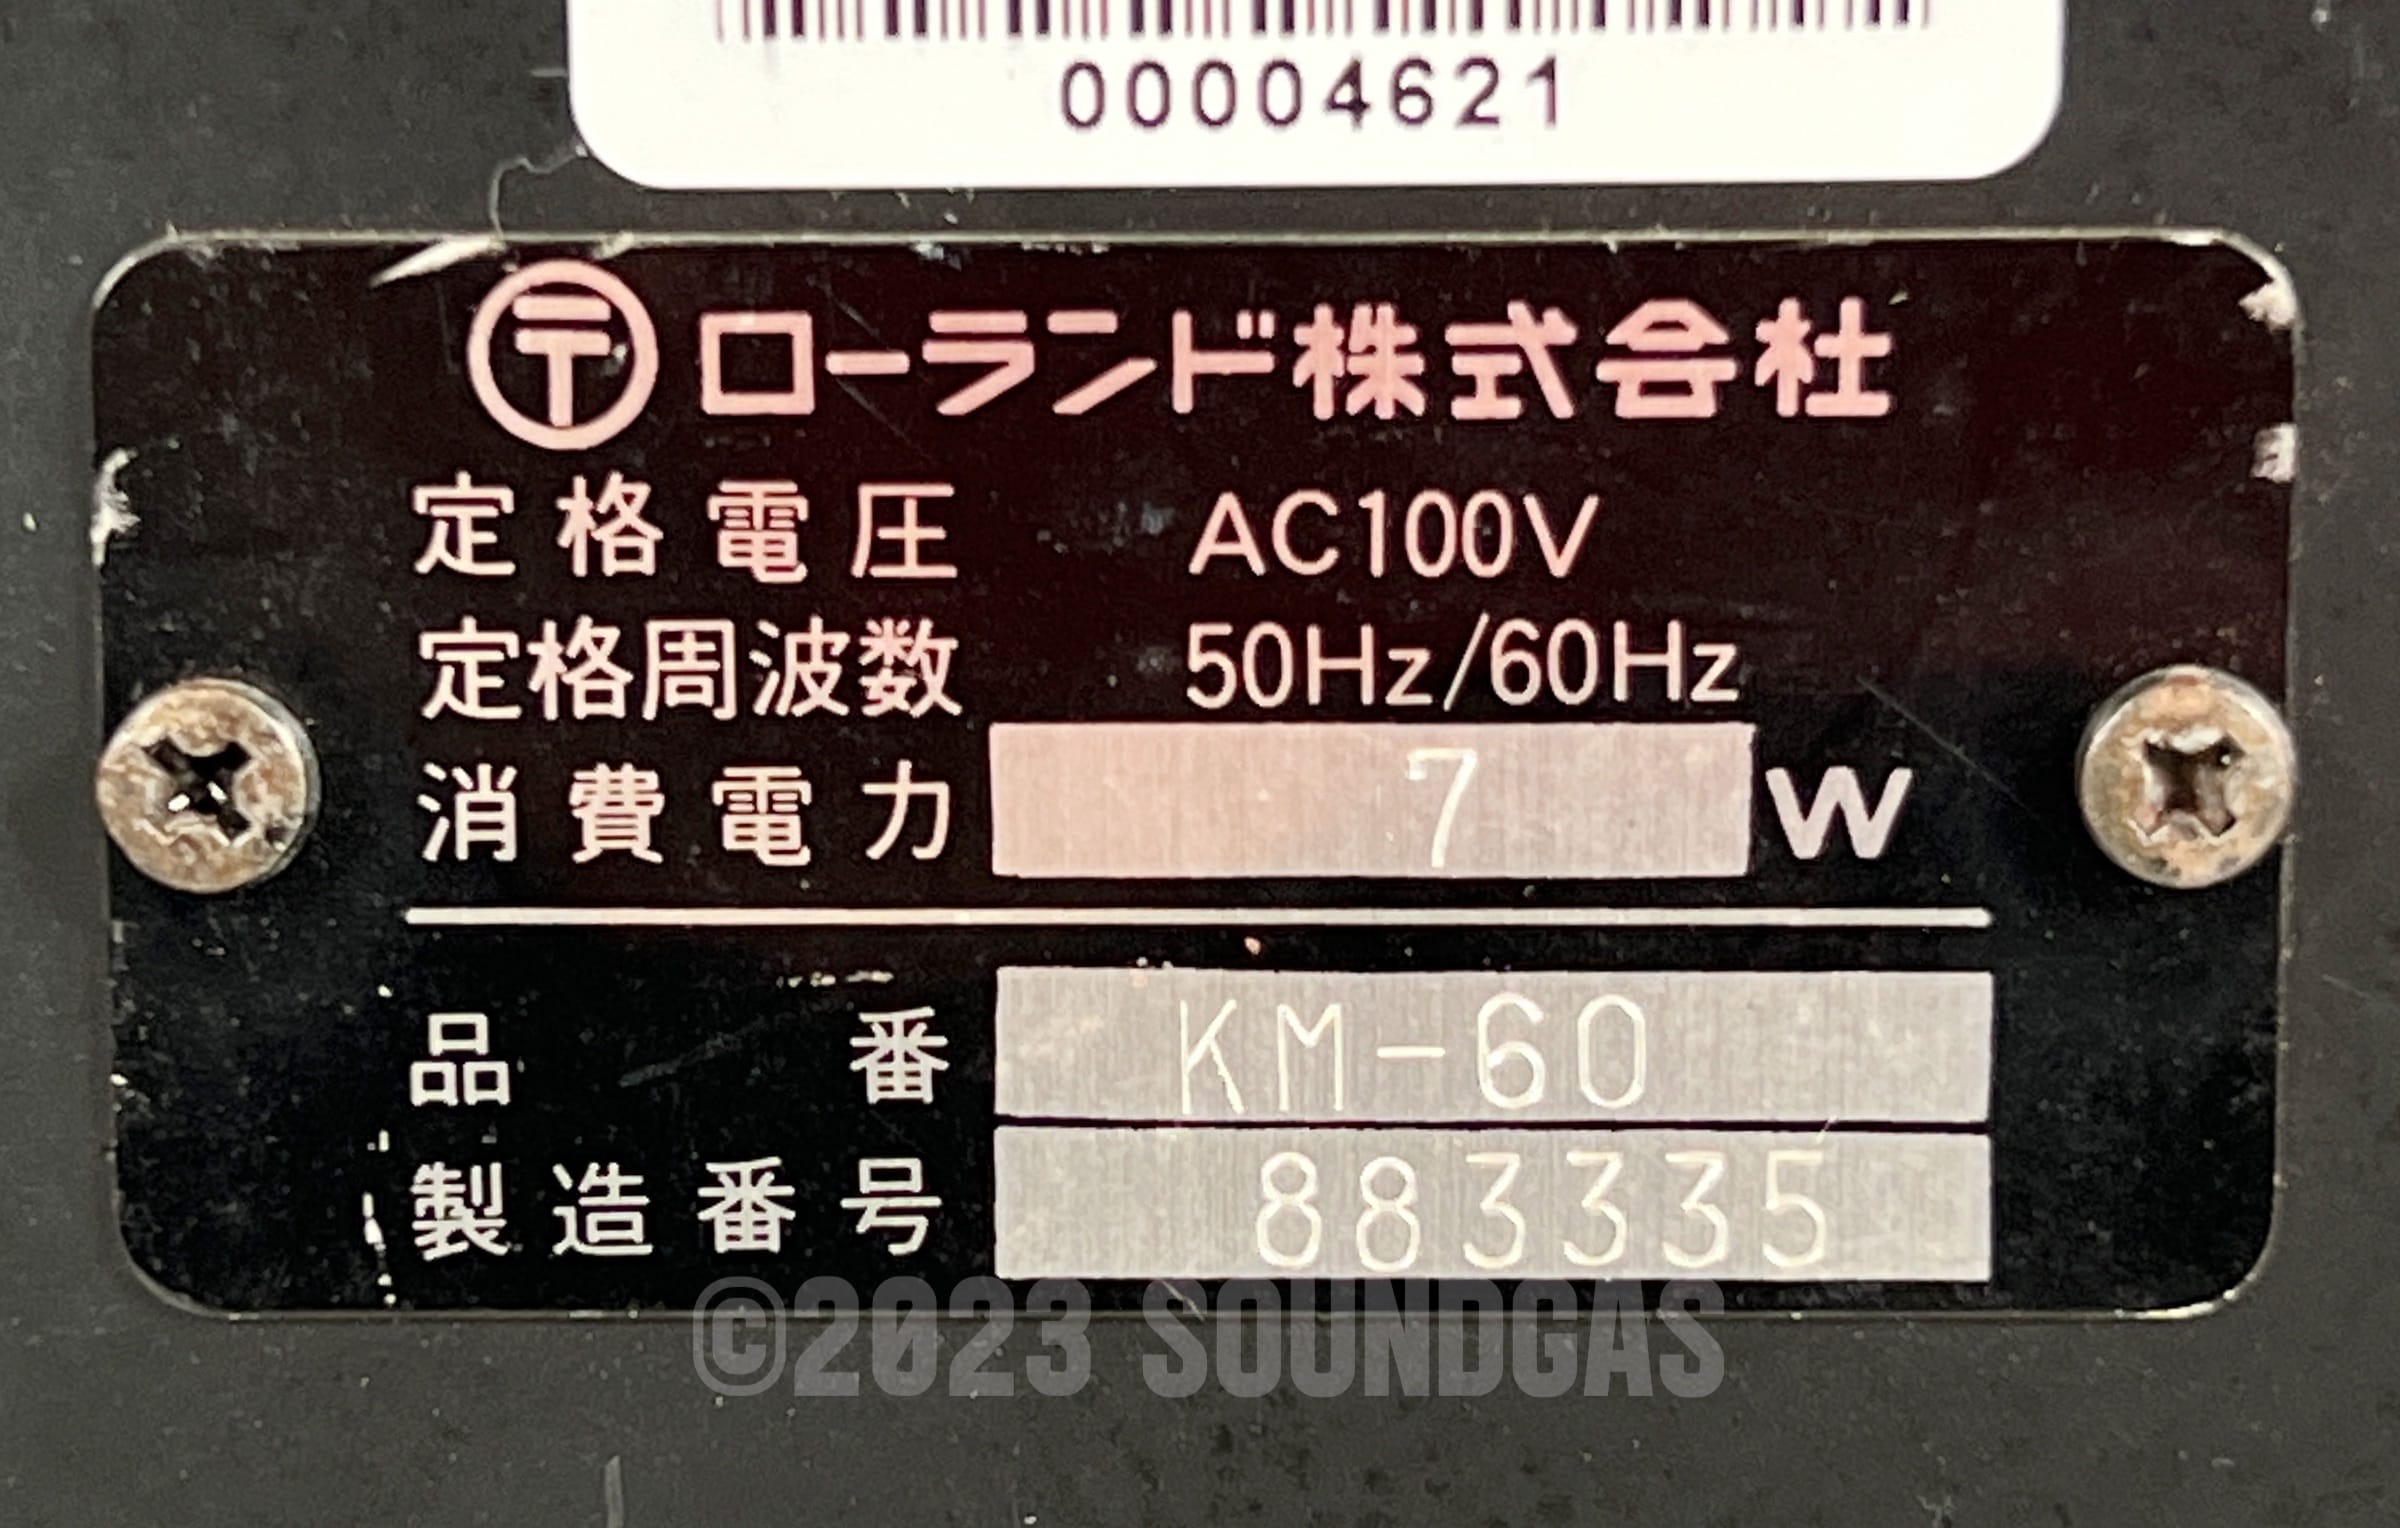 00004621
〒 ローランド株式会社
定格電圧 AC100V
定格周波数 50Hz/60Hz
消費電力 7 W
品番 KM-60
製造番号 883335
©2023 SOUNDGAS